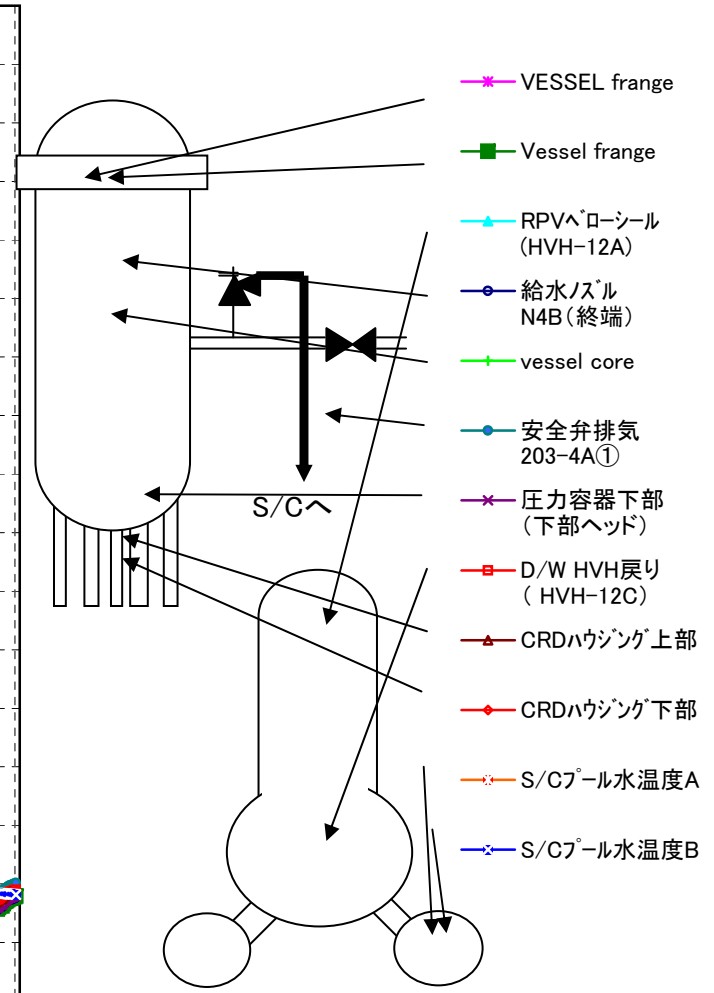 VESSEL frange
Vessel frange
RPVベローシール
(HVH-12A)
給水ノズル
N4B(終端)
vessel core
安全弁排気
203-4A①
S/Cへ
圧力容器下部
(下部ヘッド)
D/W HVH戻り
( HVH-12C)
CRDハウジング上部
CRDハウジング下部
S/Cプール水温度A
S/Cプール水温度B